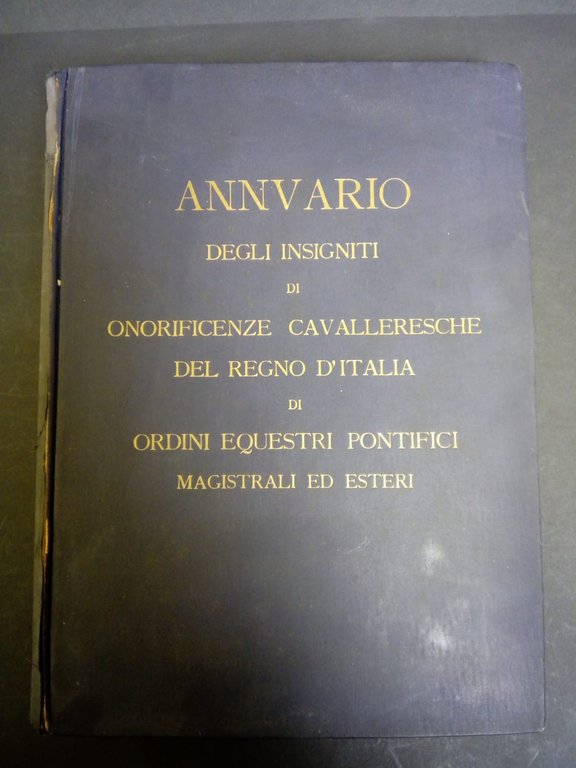 ANNVARIO
DEGLI INSIGNITI
DI
ONORIFICENZE CAVALLERESCHE
DEL REGNO D'ITALIA
DI
ORDINI EQUESTRI PONTIFICI
MAGISTRALI ED ESTERI